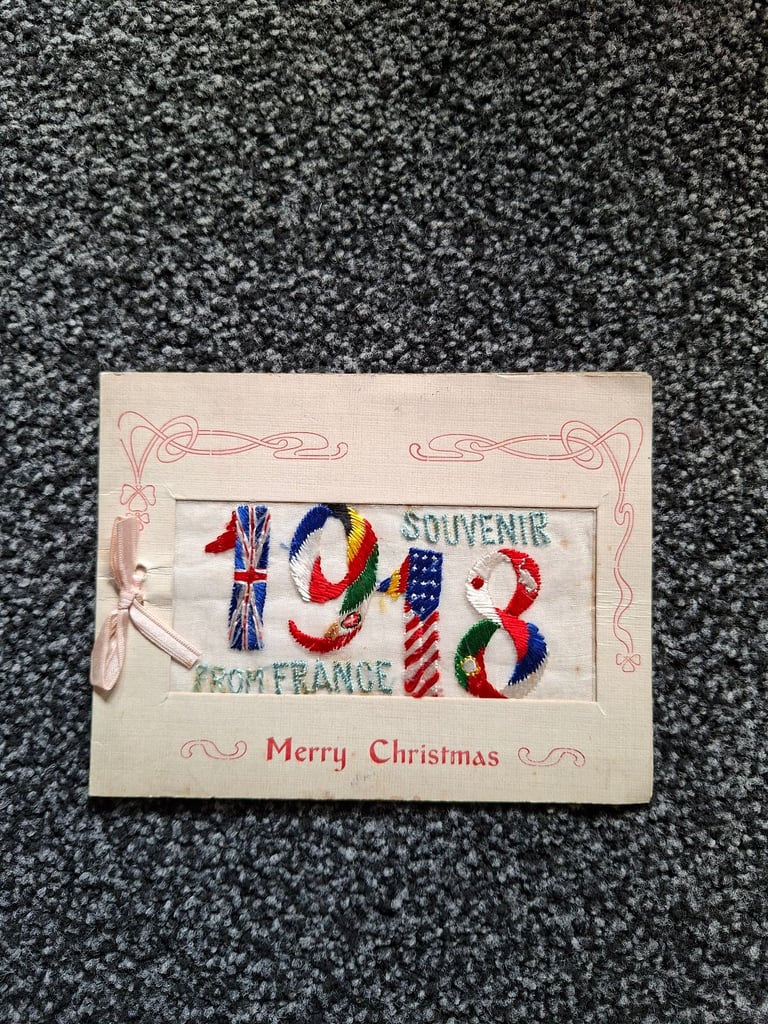 SOUVENIR
1918
FROM FRANCE
Merry Christmas